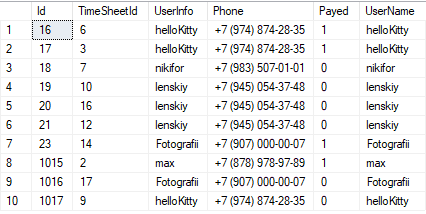 Id TimeSheetId UserInfo Phone Payed UserName
1 16 6 helloKitty +7 (974) 874-28-35 1 helloKitty
2 17 3 helloKitty +7 (974) 874-28-35 1 helloKitty
3 18 7 nikifor +7 (983) 507-01-01 0 nikifor
4 19 10 lenskiy +7 (945) 054-37-48 0 lenskiy
5 20 16 lenskiy +7 (945) 054-37-48 0 lenskiy
6 21 12 lenskiy +7 (945) 054-37-48 0 lenskiy
7 23 14 Fotografii +7 (907) 000-00-07 1 Fotografii
8 1015 2 max +7 (878) 978-97-89 1 max
9 1016 17 Fotografii +7 (907) 000-00-07 0 Fotografii
10 1017 9 helloKitty +7 (974) 874-28-35 0 helloKitty